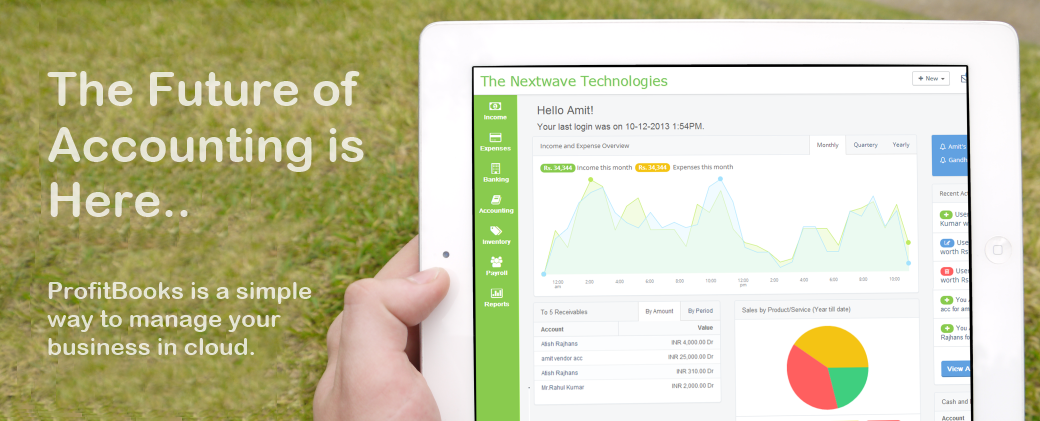 The Future of
Accounting is
Here..
ProfitBooks is a simple
way to manage your
business in cloud.
The Nextwave Technologies
+ New
Income
Expenses
Banking
Accounting
Inventory
Payroll
Reports
Hello Amit!
Your last login was on 10-12-2013 1:54PM.
Income and Expense Overview
Monthly Quartery Yearly
Rs. 34,344 Income this month Rs. 34,344 Expenses this month
12:00 am 2:00 4:00 6:00 8:00 10:00 12:00 pm 2:00 4:00 6:00 8:00 10:00
To 5 Receivables By Amount By Period
Account Value
Alish Rajhans INR 4,000.00 Dr
amit vendor acc INR 25,000.00 Dr
Alish Rajhans INR 310.00 Dr
Mr.Rahul Kumar INR 2,000.00 Dr
Sales by Product/Service (Year till date)
Amit's
Gandh
Recent Ac
Use
Kumar w
Use
worth Rs
Use
worth Rs
You
acc for am
You
Rajhans fo
View A
Cash and
Account